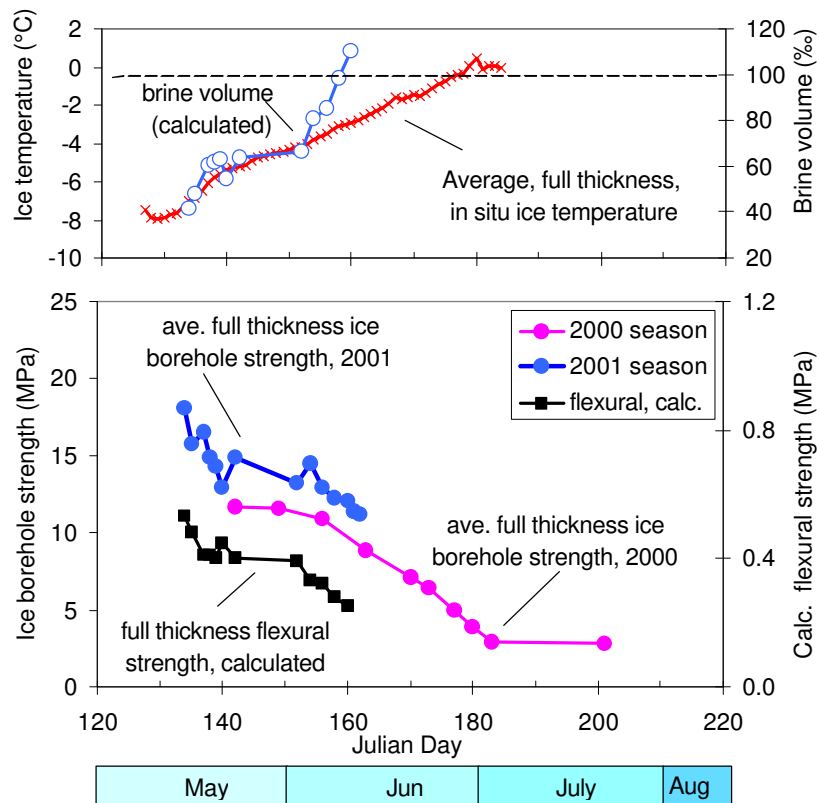 Ice temperature (°C)
2
0
-2
-4
-6
-8
-10
brine volume
(calculated)
Average, full thickness,
in situ ice temperature
120
100
80
60
40
20
Brine volume (‰)
Ice borehole strength (MPa)
25
20
15
10
5
0
ave. full thickness ice
borehole strength, 2001
2000 season
2001 season
flexural, calc.
ave. full thickness ice
borehole strength, 2000
full thickness flexural
strength, calculated
1.2
0.8
0.4
0.0
Calc. flexural strength (MPa)
120 140 160 180 200 220
Julian Day
May Jun July Aug